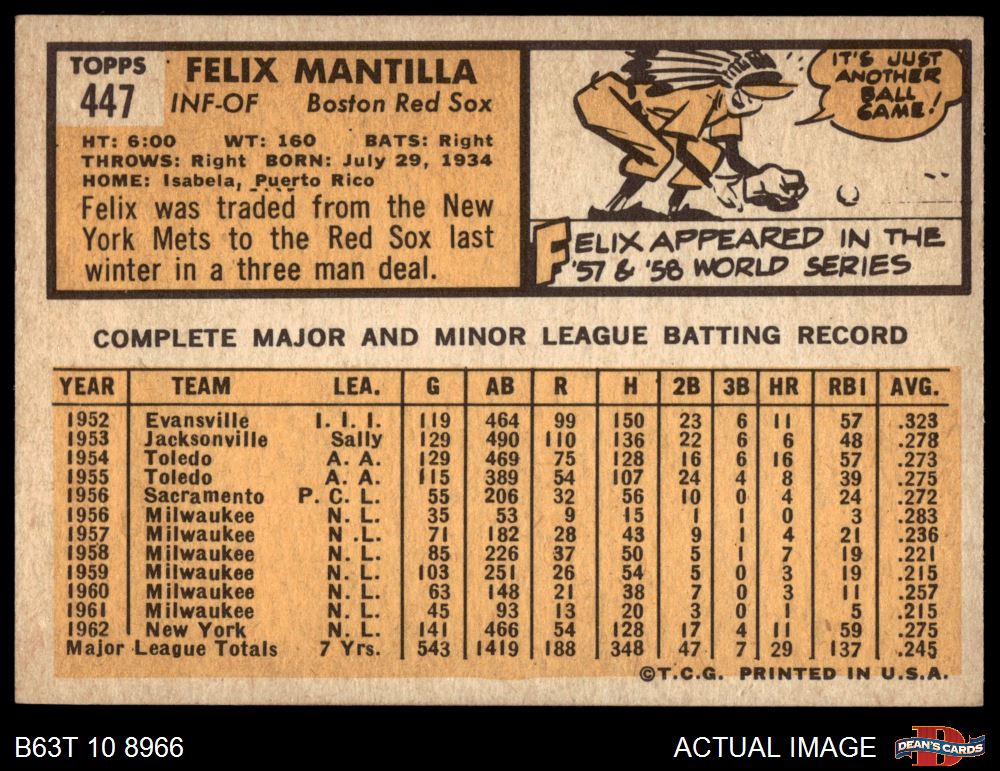 TOPPS
447
FELIX MANTILLA
INF-OF Boston Red Sox
HT: 6:00 WT: 160 BATS: Right
THROWS: Right BORN: July 29, 1934
HOME: Isabela, Puerto Rico
Felix was traded from the New
York Mets to the Red Sox last
winter in a three man deal.
IT'S JUST
ANOTHER
BALL
GAME!
FELIX APPEARED IN THE
'57 & '58 WORLD SERIES
COMPLETE MAJOR AND MINOR LEAGUE BATTING RECORD
YEAR TEAM LEA. G AB R H 2B 3B HR RBI AVG.
1952 Evansville I. I. I. 119 464 99 150 23 6 11 57 .323
1953 Jacksonville Sally 129 490 110 136 22 6 6 48 .278
1954 Toledo A. A. 129 469 75 128 16 6 16 57 .273
1955 Toledo A. A. 115 389 54 107 24 4 8 39 .275
1956 Sacramento P. C. L. 55 206 32 56 10 0 4 24 .272
1956 Milwaukee N. L. 35 53 9 15 1 1 0 3 .283
1957 Milwaukee N .L. 71 182 28 43 9 1 4 21 .236
1958 Milwaukee N. L. 85 226 37 50 5 1 7 19 .221
1959 Milwaukee N. L. 103 251 26 54 5 0 3 19 .215
1960 Milwaukee N. L. 63 148 21 38 7 0 3 11 .257
1961 Milwaukee N. L. 45 93 13 20 3 0 1 5 .215
1962 New York N. L. 141 466 54 128 17 4 11 59 .275
Major League Totals 7 Yrs. 543 1419 188 348 47 7 29 137 .245
©T.C.G. PRINTED IN U.S.A.
B63T 10 8966
ACTUAL IMAGE
DEAN'S CARDS